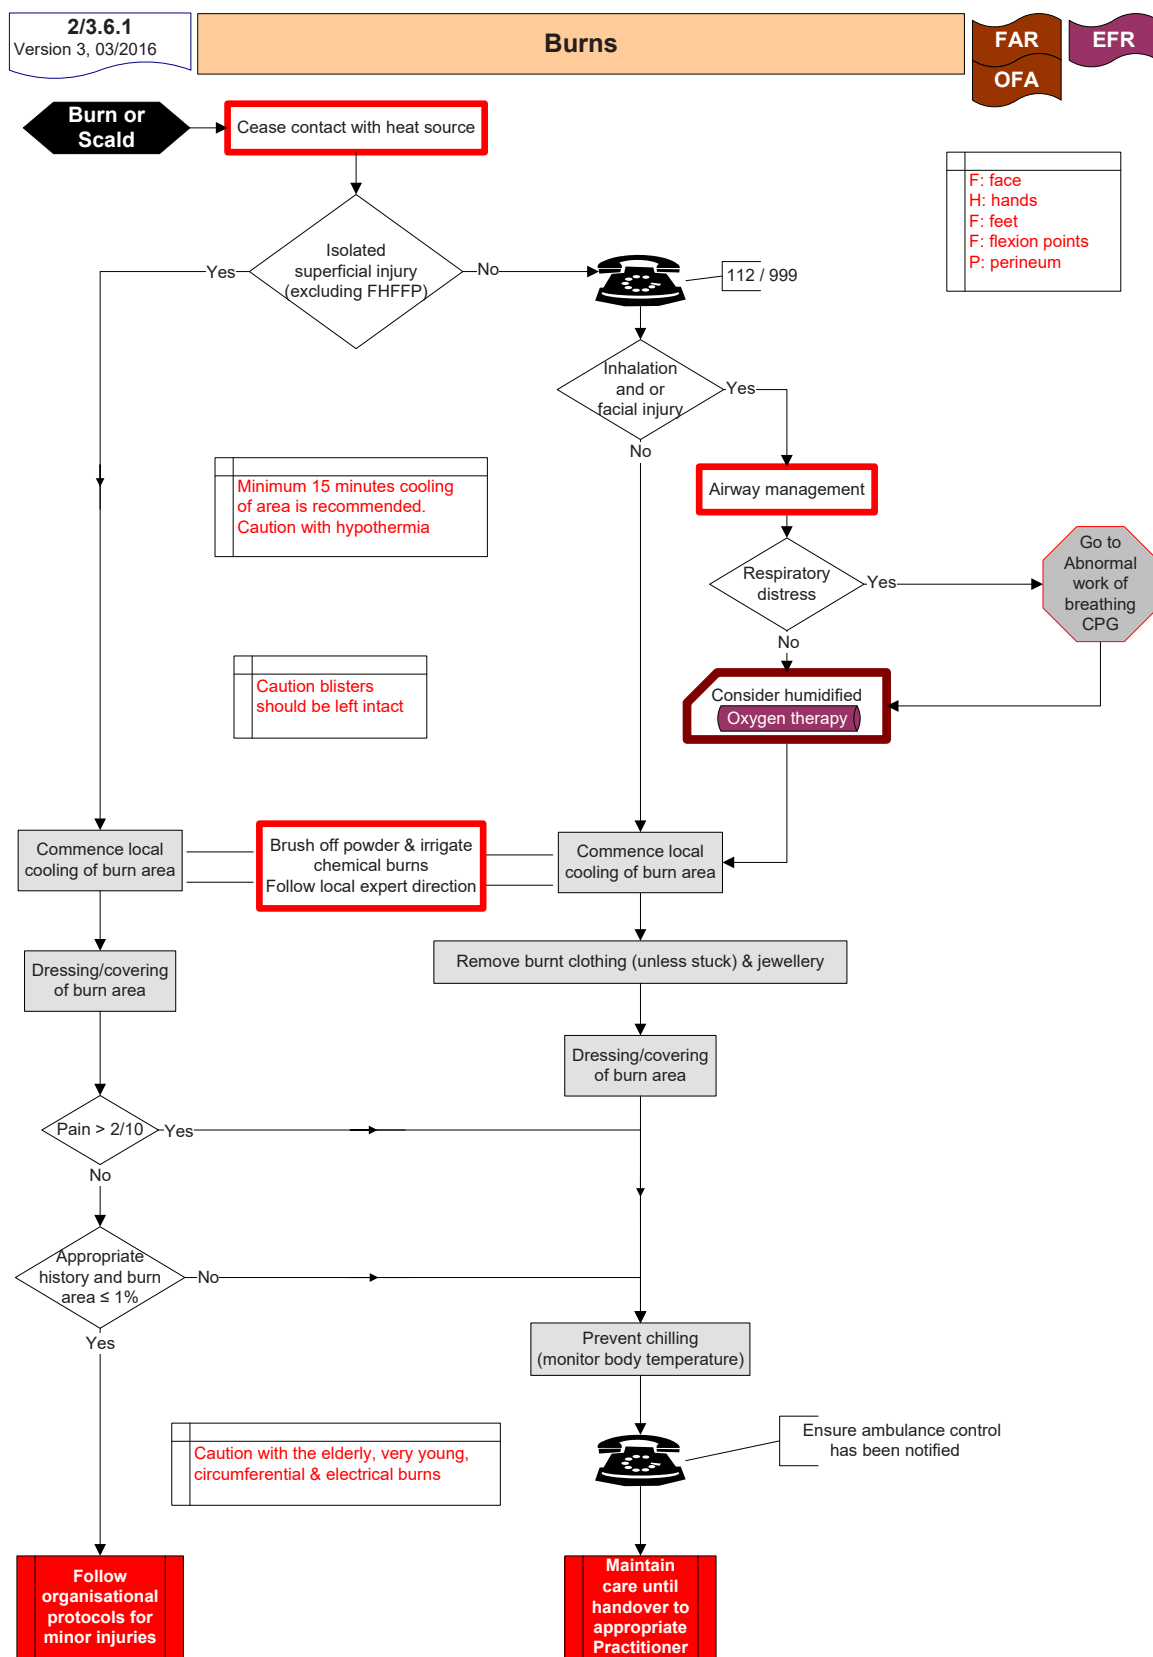 2/3.6.1
Version 3, 03/2016
Burns
FAR
EFR
OFA
Burn or
Scald
Cease contact with heat source
F: face
H: hands
F: feet
F: flexion points
P: perineum
Isolated
superficial injury
(excluding FHFFP)
Yes
No
112 / 999
Inhalation
and or
facial injury
Yes
No
Minimum 15 minutes cooling
of area is recommended.
Caution with hypothermia
Airway management
Respiratory
distress
Yes
No
Go to
Abnormal
work of
breathing
CPG
Caution blisters
should be left intact
Consider humidified
Oxygen therapy
Commence local
cooling of burn area
Brush off powder & irrigate
chemical burns
Follow local expert direction
Commence local
cooling of burn area
Remove burnt clothing (unless stuck) & jewellery
Dressing/covering
of burn area
Dressing/covering
of burn area
Pain > 2/10
Yes
No
Appropriate
history and burn
area ≤ 1%
No
Yes
Prevent chilling
(monitor body temperature)
Ensure ambulance control
has been notified
Caution with the elderly, very young,
circumferential & electrical burns
Follow
organisational
protocols for
minor injuries
Maintain
care until
handover to
appropriate
Practitioner